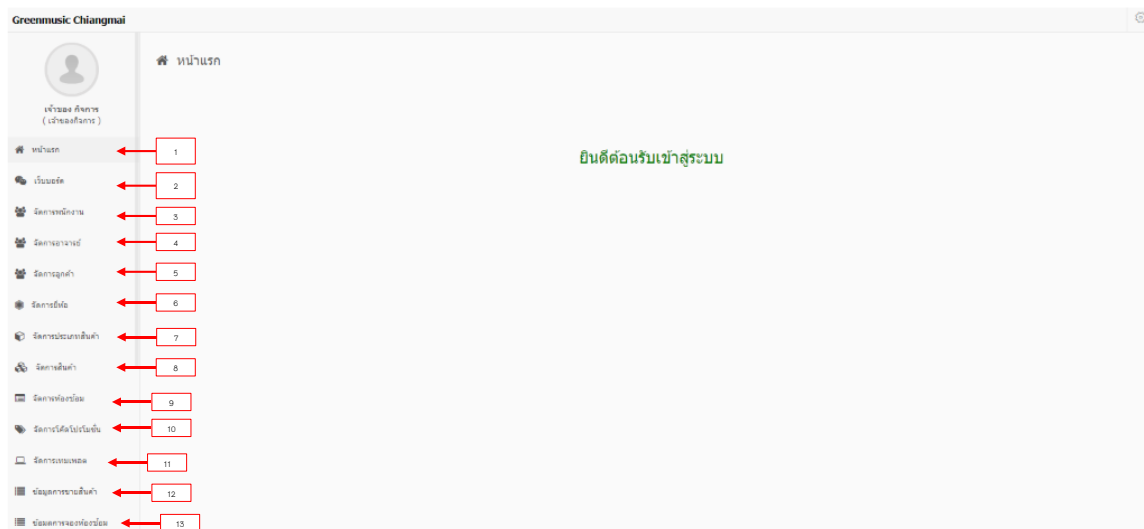 Greenmusic Chiangmai
หน้าแรก
เจ้าของ กิจการ
( เจ้าของกิจการ )
ยินดีต้อนรับเข้าสู่ระบบ
หน้าแรก 1
เว็บบอร์ด 2
จัดการพนักงาน 3
จัดการอาจารย์ 4
จัดการลูกค้า 5
จัดการยี่ห้อ 6
จัดการประเภทสินค้า 7
จัดการสินค้า 8
จัดการห้องซ้อม 9
จัดการโค้ดโปรโมชั่น 10
จัดการเทมเพลต 11
ข้อมูลการขายสินค้า 12
ข้อมูลการจองห้องซ้อม 13